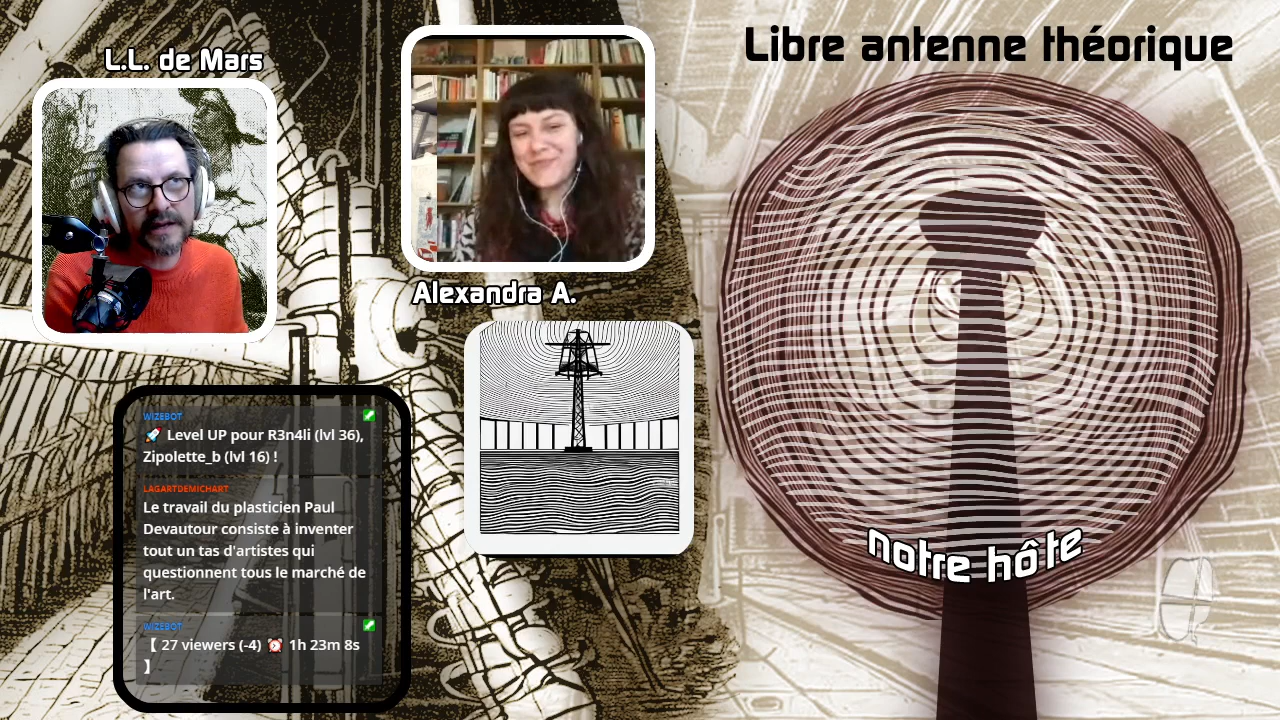 L.L. de Mars
Libre antenne théorique
Alexandra A.
WIZEBOT
🚀 Level UP pour R3n4li (lvl 36),
Zipolette_b (lvl 16) !
LAGARTDEMICHART
Le travail du plasticien Paul
Devautour consiste à inventer
tout un tas d'artistes qui
questionnent tous le marché de
l'art.
WIZEBOT
【 27 viewers (-4) ⏰ 1h 23m 8s
】
notre hôte